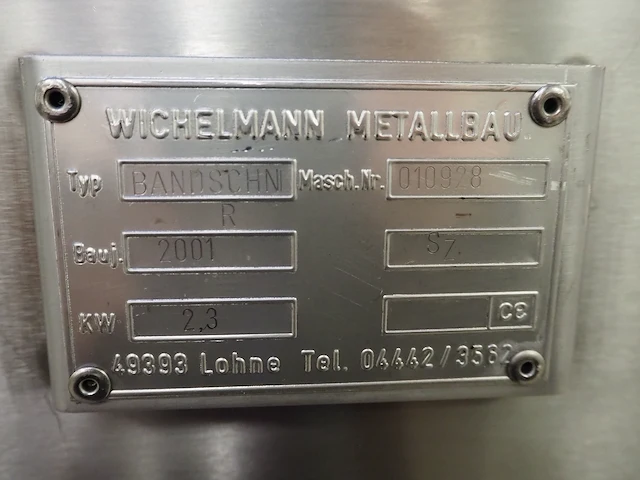 WICHELMANN METALLBAU
Typ BANDSCHN Masch.Nr. 010928
R
Bauj. 2001 Sz.
KW 2,3 CE
49393 Lohne Tel. 04442/3562